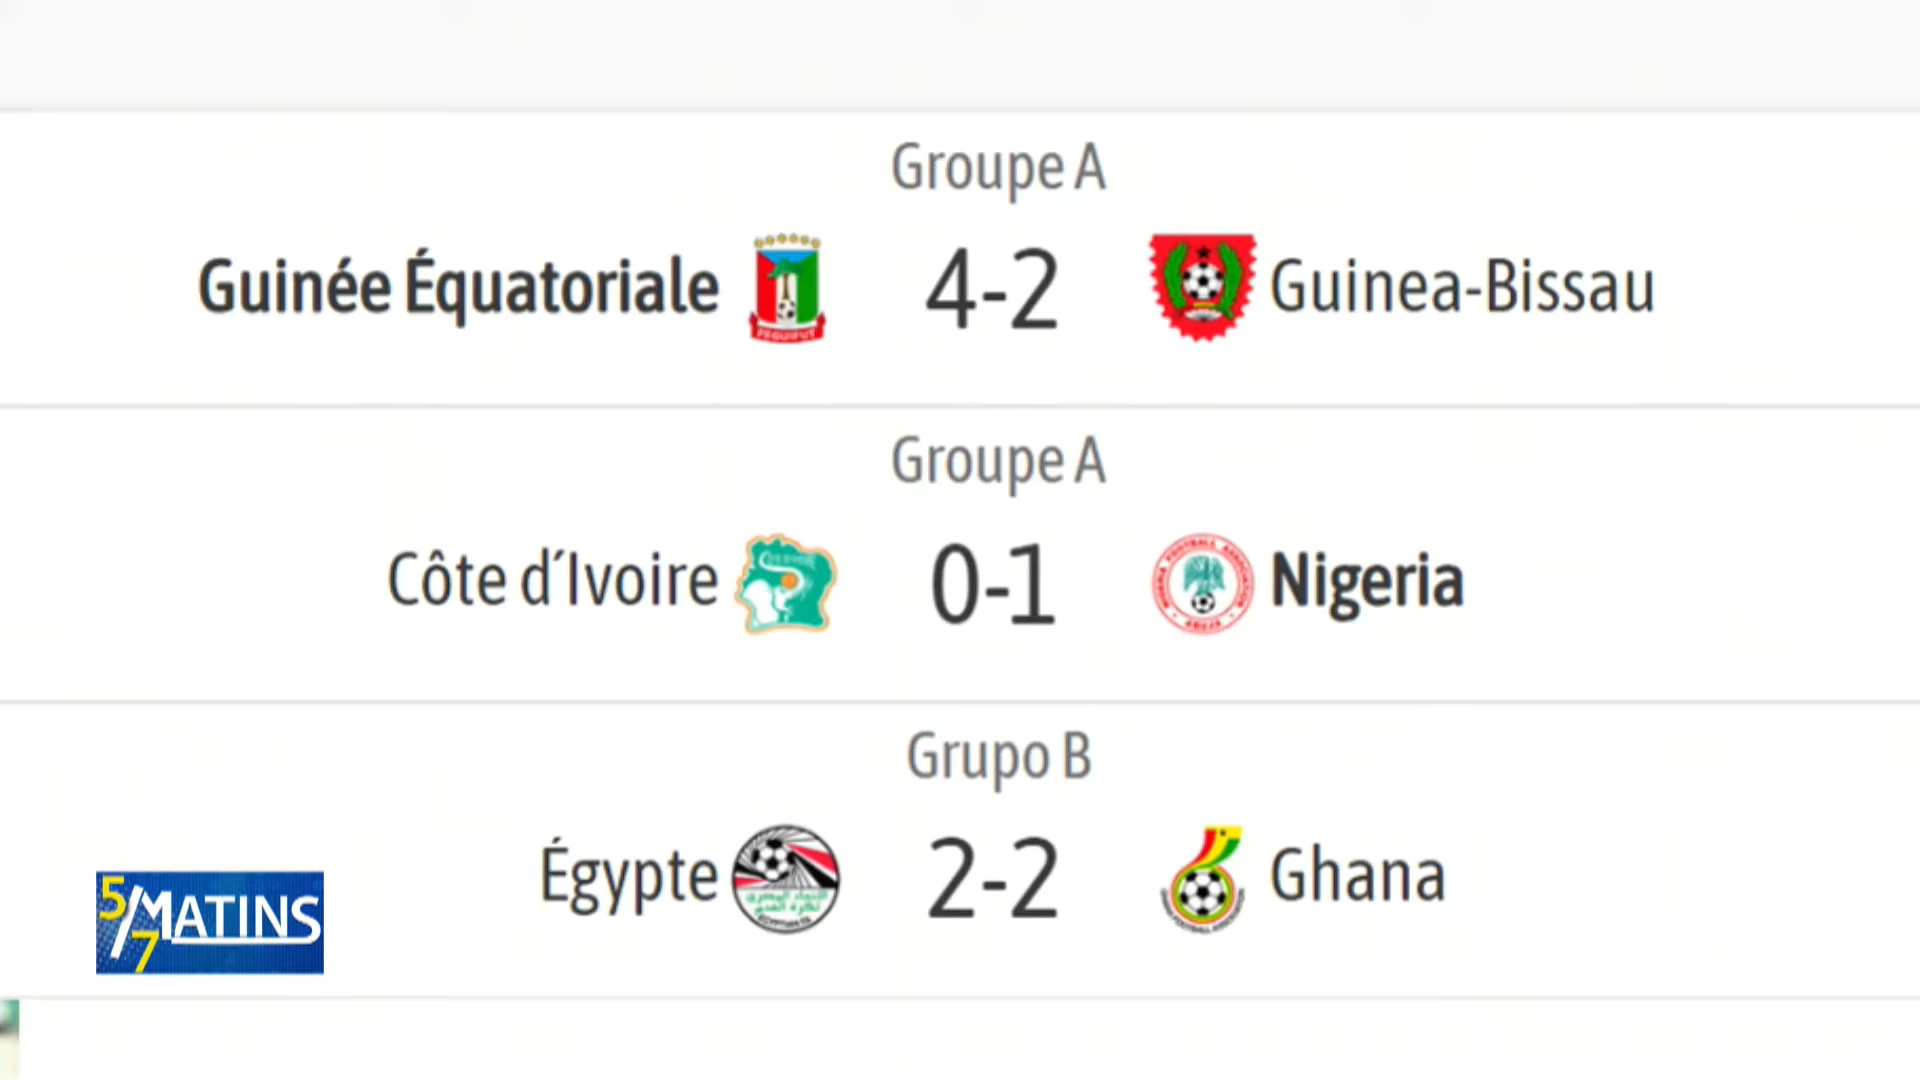 Groupe A
Guinée Équatoriale 4-2 Guinea-Bissau
Groupe A
Côte d´Ivoire 0-1 Nigeria
Grupo B
Égypte 2-2 Ghana
5/7 MATINS